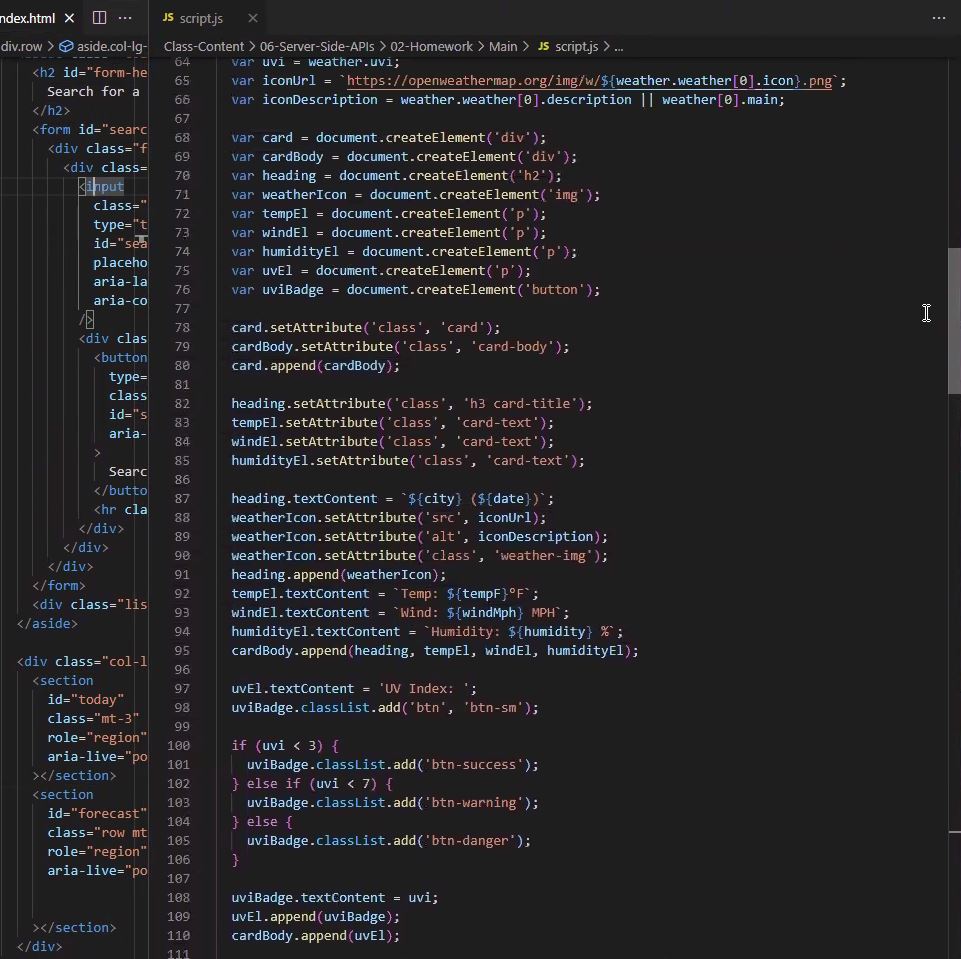 ndex.html × ···
div.row > aside.col-lg-
<h2 id="form-he
Search for a
</h2>
<form id="searc
<div class="f
<div class=
<input
class="
type="t
id="sea
placeho
aria-la
aria-co
/>
<div clas
<button
type=
class
id="s
aria-
>
Searc
</butto
<hr cla
</div>
</div>
</div>
</form>
<div class="lis
</aside>
<div class="col-l
<section
id="today"
class="mt-3"
role="region"
aria-live="po
></section>
<section
id="forecast"
class="row mt
role="region"
aria-live="po
></section>
</div>
JS script.js × ···
Class-Content > 06-Server-Side-APIs > 02-Homework > Main > JS script.js > ...
64 var uvi = weather.uvi;
65 var iconUrl = `https://openweathermap.org/img/w/${weather.weather[0].icon}.png`;
66 var iconDescription = weather.weather[0].description || weather[0].main;
67
68 var card = document.createElement('div');
69 var cardBody = document.createElement('div');
70 var heading = document.createElement('h2');
71 var weatherIcon = document.createElement('img');
72 var tempEl = document.createElement('p');
73 var windEl = document.createElement('p');
74 var humidityEl = document.createElement('p');
75 var uvEl = document.createElement('p');
76 var uviBadge = document.createElement('button');
77
78 card.setAttribute('class', 'card');
79 cardBody.setAttribute('class', 'card-body');
80 card.append(cardBody);
81
82 heading.setAttribute('class', 'h3 card-title');
83 tempEl.setAttribute('class', 'card-text');
84 windEl.setAttribute('class', 'card-text');
85 humidityEl.setAttribute('class', 'card-text');
86
87 heading.textContent = `${city} (${date})`;
88 weatherIcon.setAttribute('src', iconUrl);
89 weatherIcon.setAttribute('alt', iconDescription);
90 weatherIcon.setAttribute('class', 'weather-img');
91 heading.append(weatherIcon);
92 tempEl.textContent = `Temp: ${tempF}°F`;
93 windEl.textContent = `Wind: ${windMph} MPH`;
94 humidityEl.textContent = `Humidity: ${humidity} %`;
95 cardBody.append(heading, tempEl, windEl, humidityEl);
96
97 uvEl.textContent = 'UV Index: ';
98 uviBadge.classList.add('btn', 'btn-sm');
99
100 if (uvi < 3) {
101 uviBadge.classList.add('btn-success');
102 } else if (uvi < 7) {
103 uviBadge.classList.add('btn-warning');
104 } else {
105 uviBadge.classList.add('btn-danger');
106 }
107
108 uviBadge.textContent = uvi;
109 uvEl.append(uviBadge);
110 cardBody.append(uvEl);
111